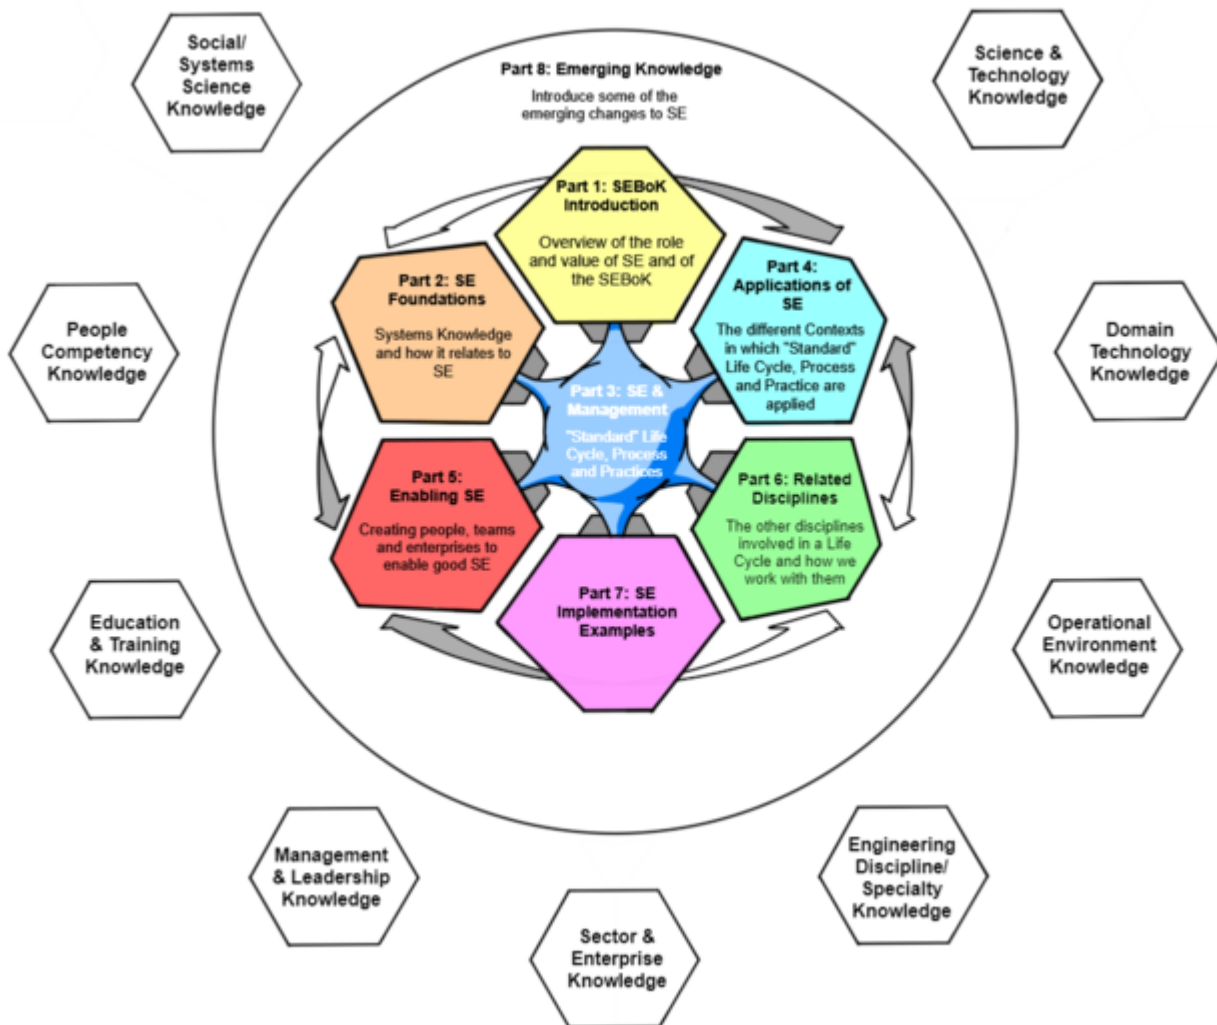 Social/
Systems
Science
Knowledge
Part 8: Emerging Knowledge
Introduce some of the
emerging changes to SE
Science &
Technology
Knowledge
Part 1: SEBoK
Introduction
Overview of the role
and value of SE and of
the SEBoK
Part 2: SE
Foundations
Systems Knowledge
and how it relates to
SE
Part 4:
Applications of
SE
The different Contexts
in which "Standard"
Life Cycle, Process
and Practice are
applied
People
Competency
Knowledge
Domain
Technology
Knowledge
Part 3: SE &
Management
"Standard" Life
Cycle, Process
and Practices
Part 5:
Enabling SE
Creating people, teams
and enterprises to
enable good SE
Part 6: Related
Disciplines
The other disciplines
involved in a Life
Cycle and how we
work with them
Part 7: SE
Implementation
Examples
Education
& Training
Knowledge
Operational
Environment
Knowledge
Management
& Leadership
Knowledge
Engineering
Discipline/
Specialty
Knowledge
Sector &
Enterprise
Knowledge